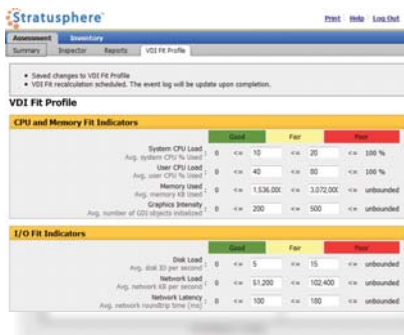 Stratusphere™
Print Help Log Out
Assessment Inventory
Summary Inspector Reports VDI Fit Profile
• Saved changes to VDI Fit Profile
• VDI Fit recalculation scheduled. The event log will be update upon completion.
VDI Fit Profile
CPU and Memory Fit Indicators
Good Fair Poor
System CPU Load : 0 <= 10 <= 20 <= 100 %
Avg. system CPU % Used
User CPU Load : 0 <= 40 <= 80 <= 100 %
Avg. user CPU % Used
Memory Used : 0 <= 1,536,000 <= 3,072,000 <= unbounded
Avg. memory KB Used
Graphics Intensity : 0 <= 200 <= 500 <= unbounded
Avg. number of GDI objects initialized
I/O Fit Indicators
Good Fair Poor
Disk Load : 0 <= 5 <= 15 <= unbounded
Avg. disk IO per second
Network Load : 0 <= 51,200 <= 102,400 <= unbounded
Avg. network KB per second
Network Latency : 0 <= 100 <= 180 <= unbounded
Avg. network roundtrip time (ms)